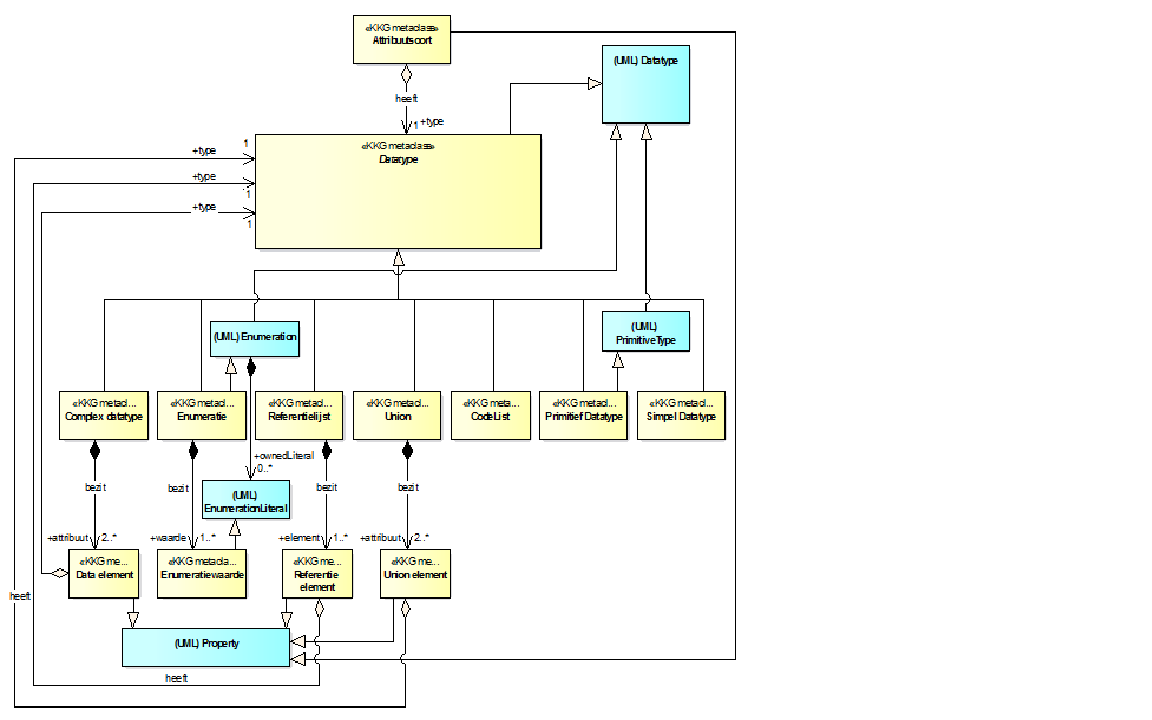 «KKG metaclass»
Attribuutsoort
(UML) Datatype
heeft
1
+type
«KKG metaclass»
Datatype
+type
1
+type
1
+type
1
(UML) Enumeration
(UML)
PrimitiveType
«KKG metacl...
Complex datatype
«KKG metacl...
Enumeratie
«KKG metacl...
Referentielijst
«KKG metacl...
Union
«KKG meta...
CodeList
«KKG metacl...
Primitief Datatype
«KKG metacl...
Simpel Datatype
+ownedLiteral
0..*
bezit
bezit
bezit
bezit
(UML)
EnumerationLiteral
+attribuut
2..*
+waarde
1..*
+element
1..*
+attribuut
2..*
«KKG me...
Data element
«KKG metacla...
Enumeratiewaarde
«KKG me...
Referentie
element
«KKG me...
Union element
heeft
(UML) Property
heeft